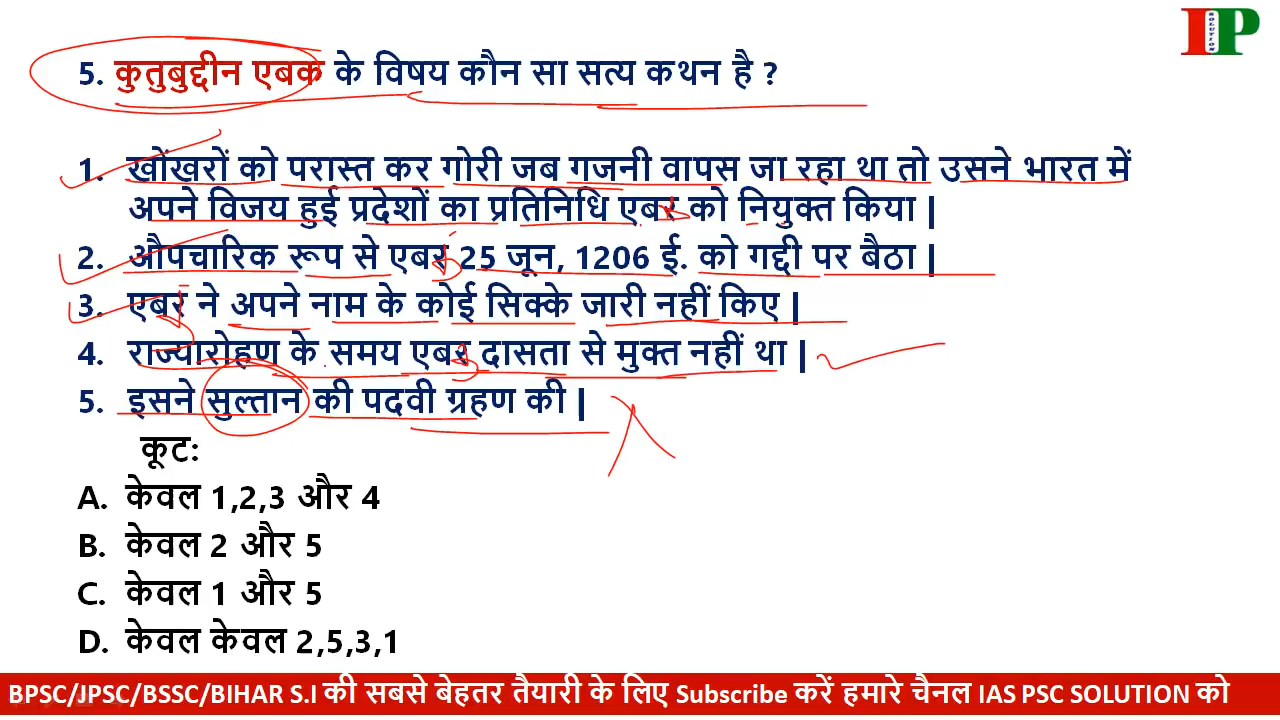 I SOLUTION P
5. कुतुबुद्दीन एबक के विषय कौन सा सत्य कथन है ?
1. खोंखरों को परास्त कर गोरी जब गजनी वापस जा रहा था तो उसने भारत में
अपने विजय हुई प्रदेशों का प्रतिनिधि एबर को नियुक्त किया |
2. औपचारिक रूप से एबर 25 जून, 1206 ई. को गद्दी पर बैठा |
3. एबर ने अपने नाम के कोई सिक्के जारी नहीं किए |
4. राज्यारोहण के समय एबर दासता से मुक्त नहीं था |
5. इसने सुल्तान की पदवी ग्रहण की |
कूटः
A. केवल 1,2,3 और 4
B. केवल 2 और 5
C. केवल 1 और 5
D. केवल केवल 2,5,3,1
BPSC/JPSC/BSSC/BIHAR S.I की सबसे बेहतर तैयारी के लिए Subscribe करें हमारे चैनल IAS PSC SOLUTION को